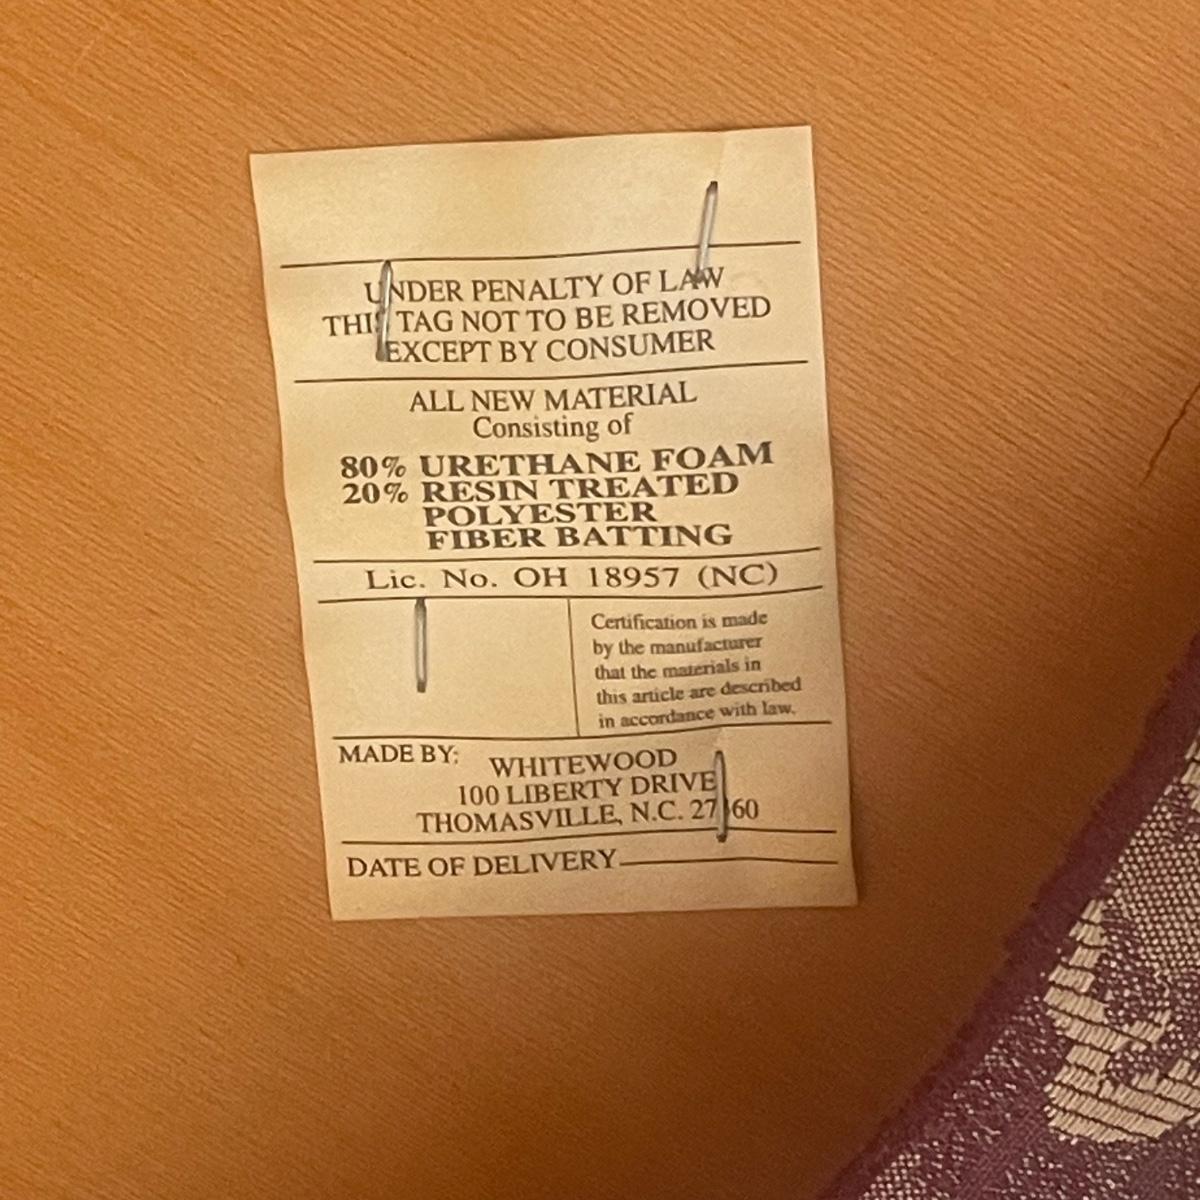 UNDER PENALTY OF LAW
THIS TAG NOT TO BE REMOVED
EXCEPT BY CONSUMER
ALL NEW MATERIAL
Consisting of
80% URETHANE FOAM
20% RESIN TREATED
POLYESTER
FIBER BATTING
Lic. No. OH 18957 (NC)
Certification is made
by the manufacturer
that the materials in
this article are described
in accordance with law.
MADE BY: WHITEWOOD
100 LIBERTY DRIVE
THOMASVILLE, N.C.
DATE OF DELIVERY